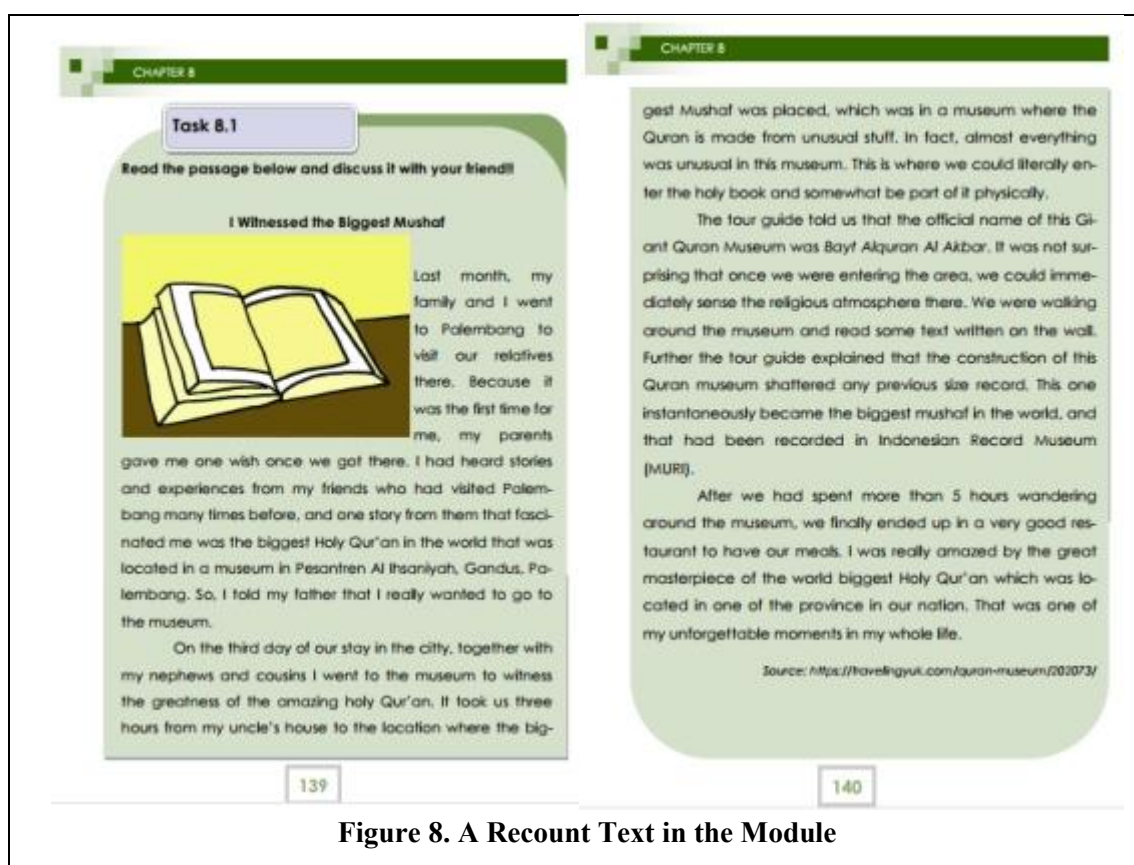 CHAPTER 8
Task 8.1
Read the passage below and discuss it with your friend!!
I Witnessed the Biggest Mushaf
Last month, my
family and I went
to Palembang to
visit our relatives
there. Because it
was the first time for
me, my parents
gave me one wish once we got there. I had heard stories
and experiences from my friends who had visited Palem-
bang many times before, and one story from them that fasci-
nated me was the biggest Holy Qur'an in the world that was
located in a museum in Pesantren Al Ihsaniyah, Gandus, Pa-
lembang. So, I told my father that I really wanted to go to
the museum.
On the third day of our stay in the citty, together with
my nephews and cousins I went to the museum to witness
the greatness of the amazing holy Qur'an. It took us three
hours from my uncle's house to the location where the big-
139
CHAPTER 8
gest Mushaf was placed, which was in a museum where the
Quran is made from unusual stuff. In fact, almost everything
was unusual in this museum. This is where we could literally en-
ter the holy book and somewhat be part of it physically.
The tour guide told us that the official name of this Gi-
ant Quran Museum was Bayt Alquran Al Akbar. It was not sur-
prising that once we were entering the area, we could imme-
diately sense the religious atmosphere there. We were walking
around the museum and read some text written on the wall.
Further the tour guide explained that the construction of this
Quran museum shattered any previous size record. This one
instantaneously became the biggest mushaf in the world, and
that had been recorded in Indonesian Record Museum
(MURI).
After we had spent more than 5 hours wandering
around the museum, we finally ended up in a very good res-
taurant to have our meals. I was really amazed by the great
masterpiece of the world biggest Holy Qur'an which was lo-
cated in one of the province in our nation. That was one of
my unforgettable moments in my whole life.
Source: https://travelingyuk.com/quran-museum/202073/
140
Figure 8. A Recount Text in the Module